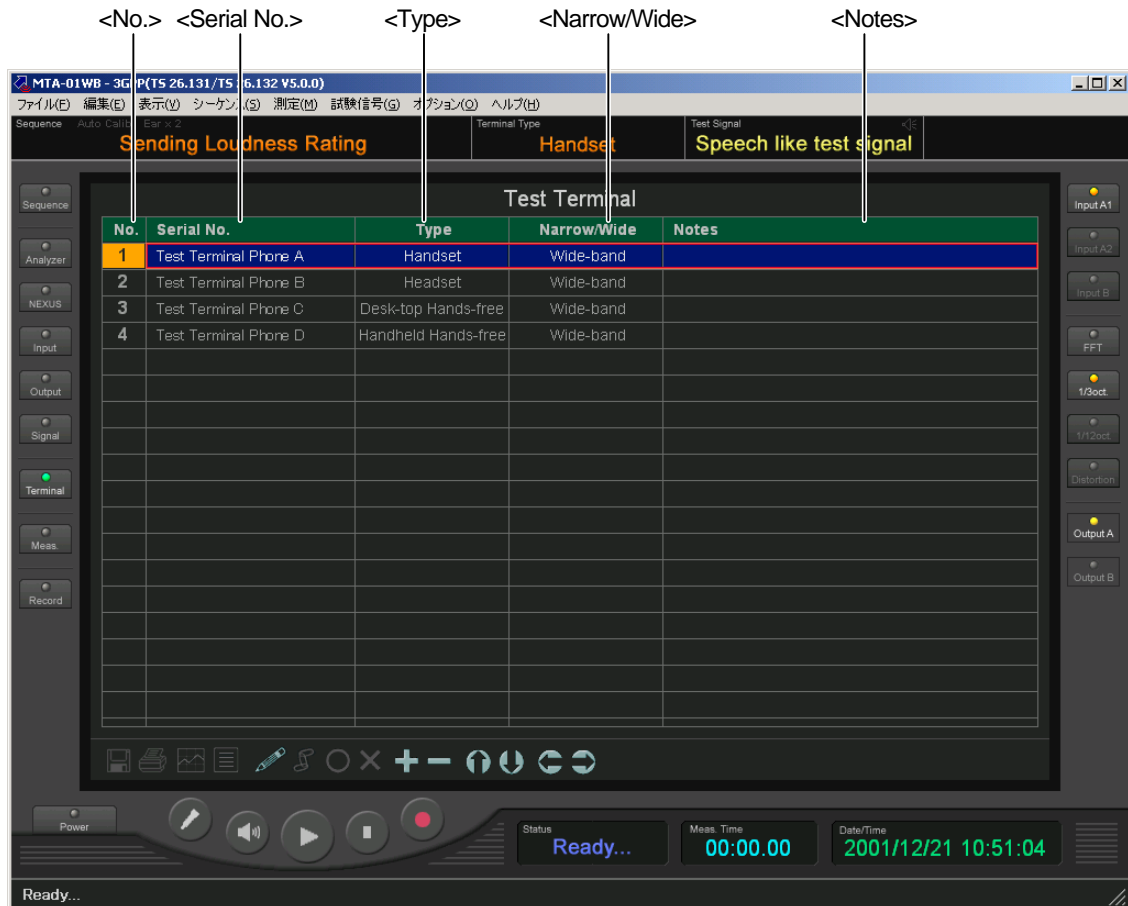 <No.> <Serial No.> <Type> <Narrow/Wide> <Notes>
MTA-01WB - 3GPP(TS 26.131/TS 26.132 V5.0.0)
ファイル(F) 編集(E) 表示(V) シーケンス(S) 測定(M) 試験信号(G) オプション(O) ヘルプ(H)
Sequence Auto Calib. Ear x 2 Terminal Type Test Signal
Sending Loudness Rating Handset Speech like test signal
Test Terminal
No. Serial No. Type Narrow/Wide Notes
1 Test Terminal Phone A Handset Wide-band
2 Test Terminal Phone B Headset Wide-band
3 Test Terminal Phone C Desk-top Hands-free Wide-band
4 Test Terminal Phone D Handheld Hands-free Wide-band
Sequence
Analyzer
NEXUS
Input
Output
Signal
Terminal
Meas.
Record
Input A1
Input A2
Input B
FFT
1/3oct.
1/12oct.
Distortion
Output A
Output B
Power
Status Meas. Time Date/Time
Ready... 00:00.00 2001/12/21 10:51:04
Ready...